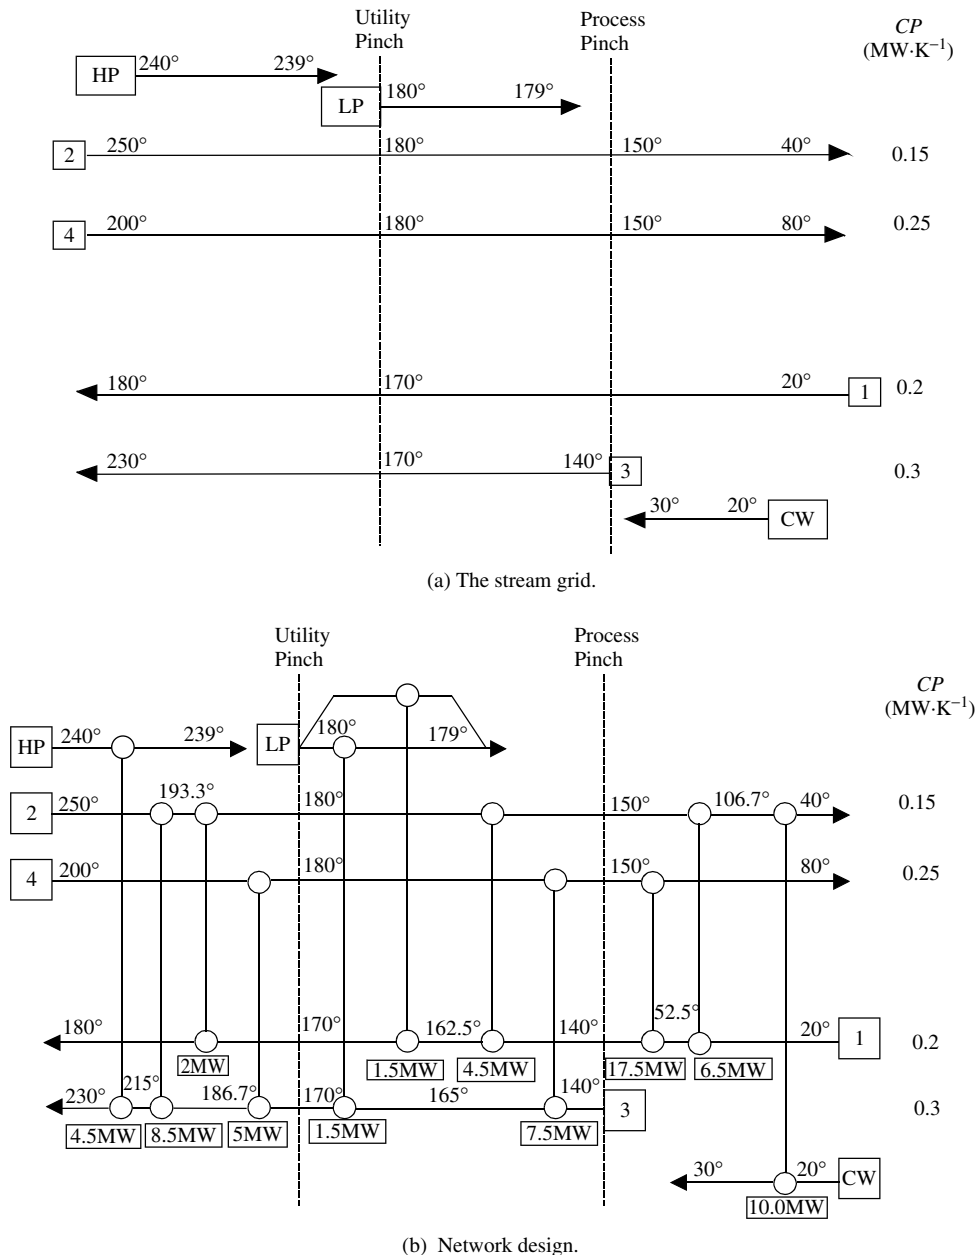 Utility Pinch
Process Pinch
CP
(MW·K⁻¹)
HP 240° 239°
LP 180° 179°
2 250° 180° 150° 40° 0.15
4 200° 180° 150° 80° 0.25
180° 170° 20° 1 0.2
230° 170° 140° 3 0.3
30° 20° CW
(a) The stream grid.
Utility Pinch
Process Pinch
CP
(MW·K⁻¹)
HP 240° 239° LP 180° 179°
2 250° 193.3° 180° 150° 106.7° 40° 0.15
4 200° 180° 150° 80° 0.25
180° 170° 162.5° 140° 52.5° 20° 1 0.2
2MW 1.5MW 4.5MW 17.5MW 6.5MW
230° 215° 186.7° 170° 165° 140° 3 0.3
4.5MW 8.5MW 5MW 1.5MW 7.5MW
30° 20° CW
10.0MW
(b) Network design.